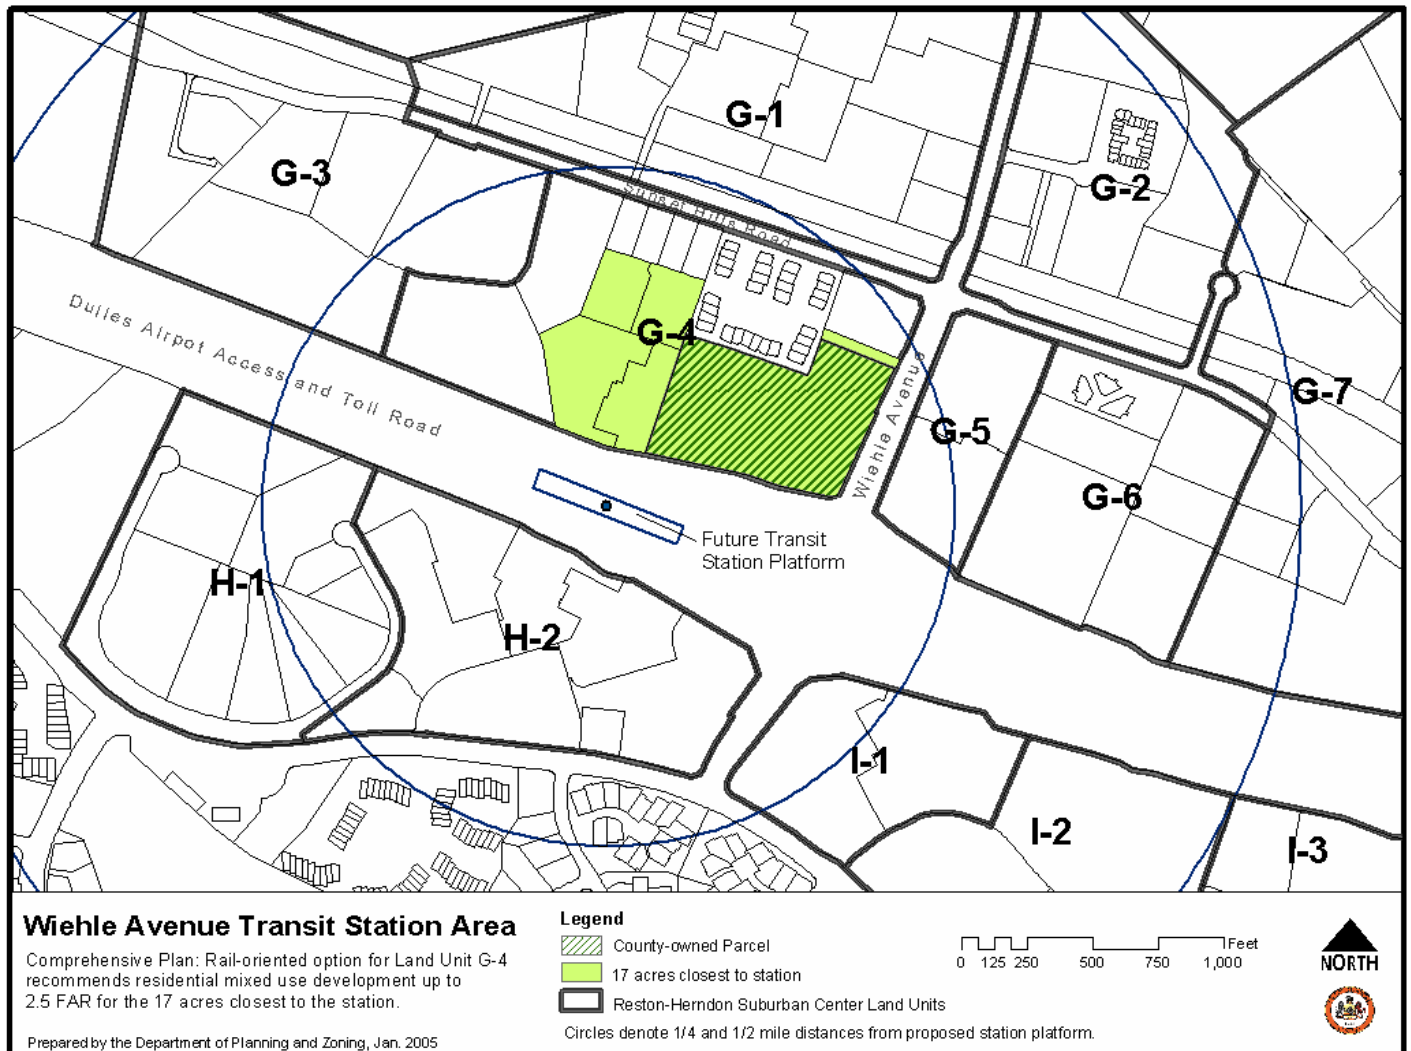 G-1
G-2
G-3
Sunset Hills Road
G-4
Dulles Airpot Access and Toll Road
Wiehle Avenue
G-5
G-7
G-6
Future Transit
Station Platform
H-1
H-2
I-1
I-2
I-3
Wiehle Avenue Transit Station Area
Comprehensive Plan: Rail-oriented option for Land Unit G-4
recommends residential mixed use development up to
2.5 FAR for the 17 acres closest to the station.
Prepared by the Department of Planning and Zoning, Jan. 2005
Legend
County-owned Parcel
17 acres closest to station
Reston-Herndon Suburban Center Land Units
Circles denote 1/4 and 1/2 mile distances from proposed station platform.
Feet
0 125 250 500 750 1,000
NORTH